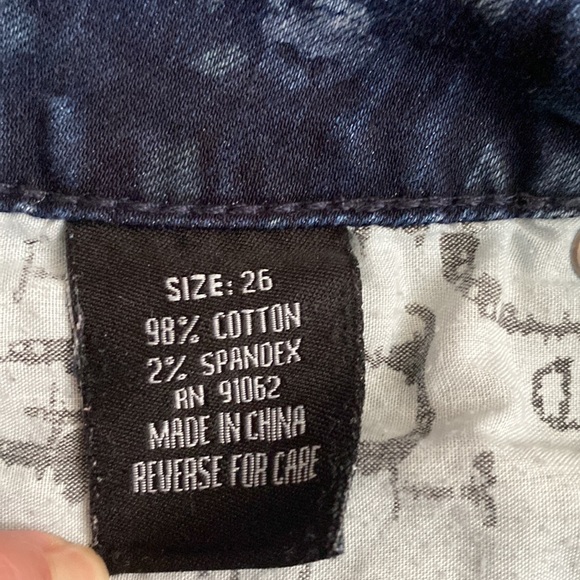 SIZE: 26
98% COTTON
2% SPANDEX
RN 91062
MADE IN CHINA
REVERSE FOR CARE